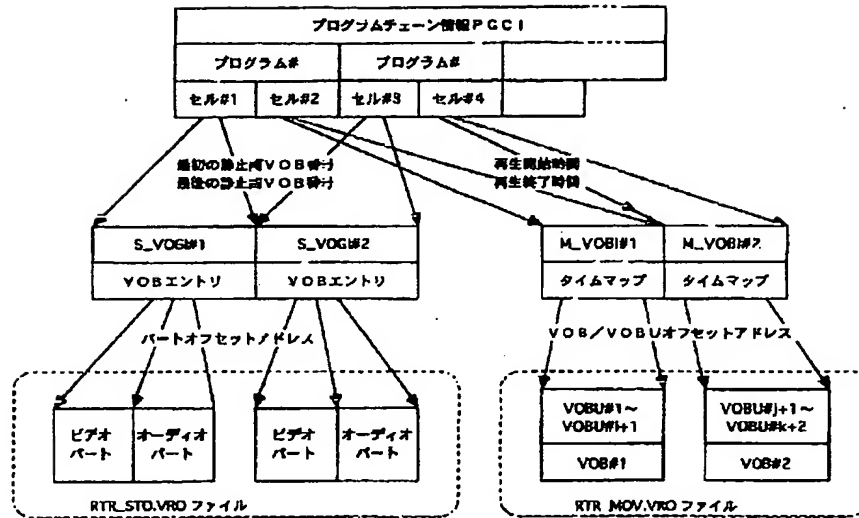 プログラムチェーン情報PGCI
プログラム#
プログラム#
セル#1
セル#2
セル#3
セル#4
最初の静止画VOB番号
最後の静止画VOB番号
再生開始時間
再生終了時間
S_VOGI#1
S_VOGI#2
VOBエントリ
VOBエントリ
M_VOBI#1
M_VOBI#2
タイムマップ
タイムマップ
パートオフセットアドレス
VOB/VOBUオフセットアドレス
ビデオ
パート
オーディオ
パート
ビデオ
パート
オーディオ
パート
VOBU#1～
VOBU#i+1
VOB#1
VOBU#j+1～
VOBU#k+2
VOB#2
RTR_STO.VRO ファイル
RTR_MOV.VRO ファイル